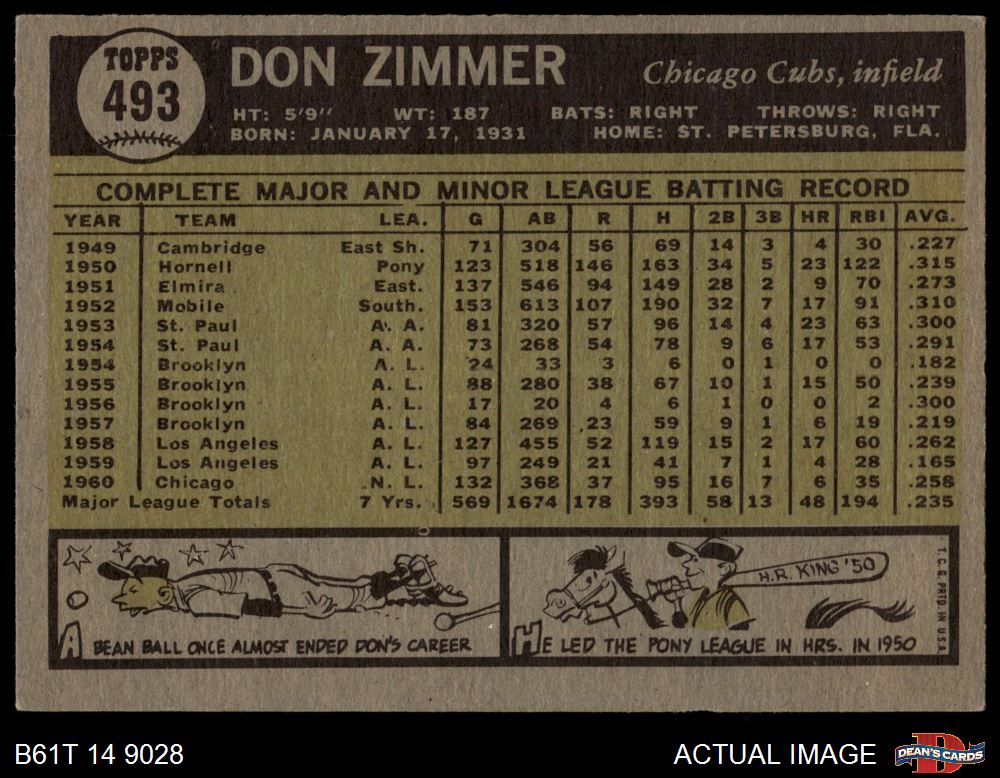 TOPPS
493
DON ZIMMER
Chicago Cubs, infield
HT: 5'9" WT: 187 BATS: RIGHT THROWS: RIGHT
BORN: JANUARY 17, 1931 HOME: ST. PETERSBURG, FLA.
COMPLETE MAJOR AND MINOR LEAGUE BATTING RECORD
YEAR TEAM LEA. G AB R H 2B 3B HR RBI AVG.
1949 Cambridge East Sh. 71 304 56 69 14 3 4 30 .227
1950 Hornell Pony 123 518 146 163 34 5 23 122 .315
1951 Elmira East. 137 546 94 149 28 2 9 70 .273
1952 Mobile South. 153 613 107 190 32 7 17 91 .310
1953 St. Paul A. A. 81 320 57 96 14 4 23 63 .300
1954 St. Paul A. A. 73 268 54 78 9 6 17 53 .291
1954 Brooklyn A. L. 24 33 3 6 0 1 0 0 .182
1955 Brooklyn A. L. 88 280 38 67 10 1 15 50 .239
1956 Brooklyn A. L. 17 20 4 6 1 0 0 2 .300
1957 Brooklyn A. L. 84 269 23 59 9 1 6 19 .219
1958 Los Angeles A. L. 127 455 52 119 15 2 17 60 .262
1959 Los Angeles A. L. 97 249 21 41 7 1 4 28 .165
1960 Chicago N. L. 132 368 37 95 16 7 6 35 .258
Major League Totals 7 Yrs. 569 1674 178 393 58 13 48 194 .235
A BEAN BALL ONCE ALMOST ENDED DON'S CAREER
H.R. KING '50
HE LED THE PONY LEAGUE IN HRS. IN 1950
T.C.G. PRTD. IN U.S.A.
B61T 14 9028
ACTUAL IMAGE
D
DEAN'S CARDS